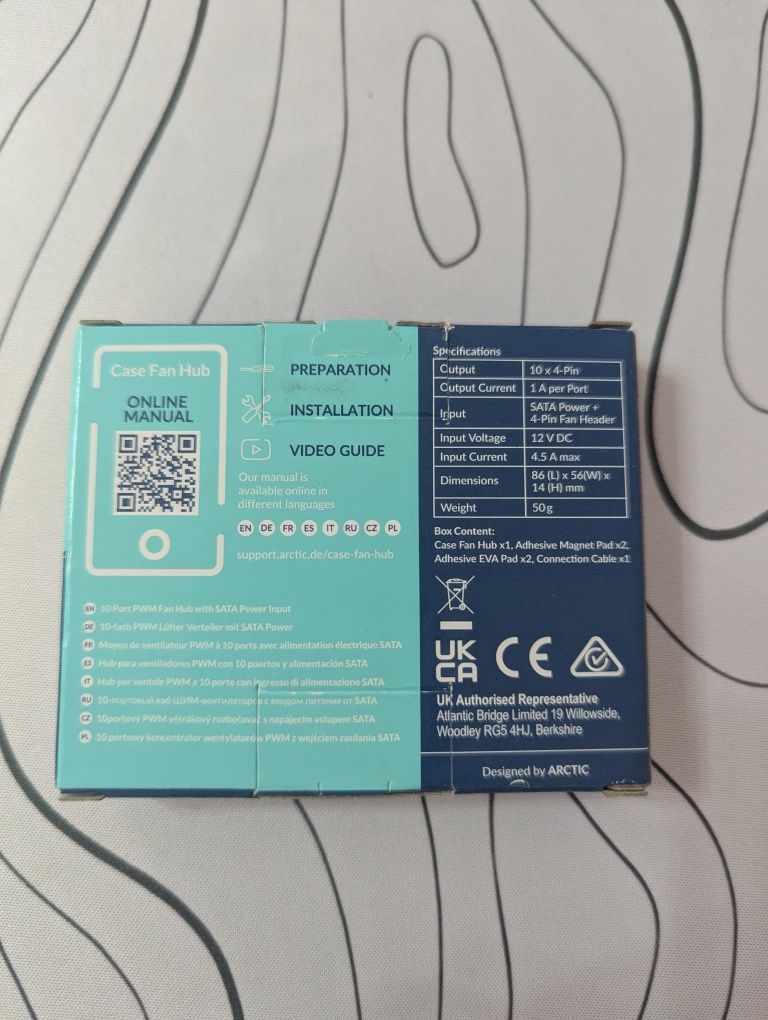 Case Fan Hub
ONLINE
MANUAL
PREPARATION
INSTALLATION
VIDEO GUIDE
Our manual is
available online in
different languages
EN DE FR ES IT RU CZ PL
support.arctic.de/case-fan-hub
EN 10 Port PWM Fan Hub with SATA Power Input
DE 10-fach PWM Lüfter Verteiler mit SATA Power
FR Moyeu de ventilateur PWM à 10 ports avec alimentation électrique SATA
ES Hub para ventiladores PWM con 10 puertos y alimentación SATA
IT Hub per ventole PWM a 10 porte con ingresso di alimentazione SATA
RU 10-портовый хаб ШИМ-вентиляторов с входом питания от SATA
CZ 10portový PWM větrákový rozbočovač s napájecím vstupem SATA
PL 10 portowy koncentrator wentylatorów PWM z wejściem zasilania SATA
Specifications
Output 10 x 4-Pin
Output Current 1 A per Port
Input SATA Power +
4-Pin Fan Header
Input Voltage 12 V DC
Input Current 4.5 A max
Dimensions 86 (L) x 56(W) x
14 (H) mm
Weight 50 g
Box Content:
Case Fan Hub x1, Adhesive Magnet Pad x2,
Adhesive EVA Pad x2, Connection Cable x1
UK
CA
CE
UK Authorised Representative
Atlantic Bridge Limited 19 Willowside,
Woodley RG5 4HJ, Berkshire
Designed by ARCTIC